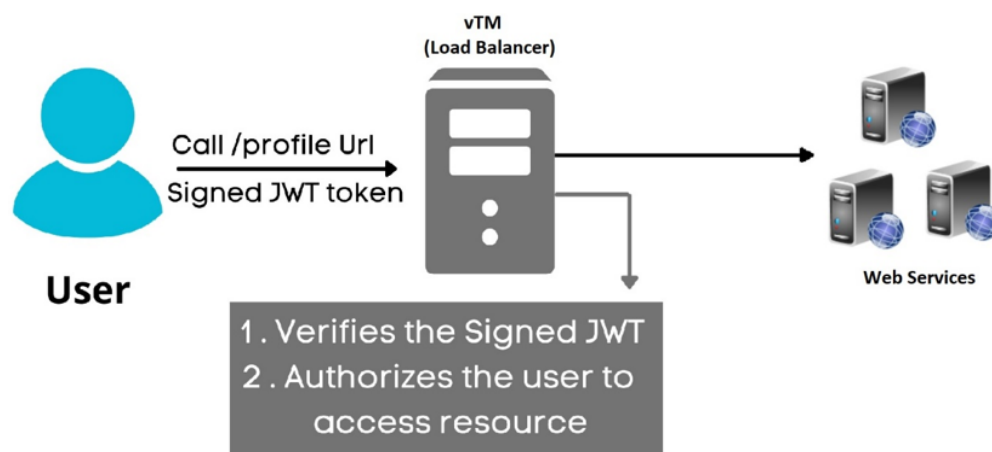 vTM
(Load Balancer)
Call /profile Url
Signed JWT token
User
Web Services
1. Verifies the Signed JWT
2. Authorizes the user to
access resource